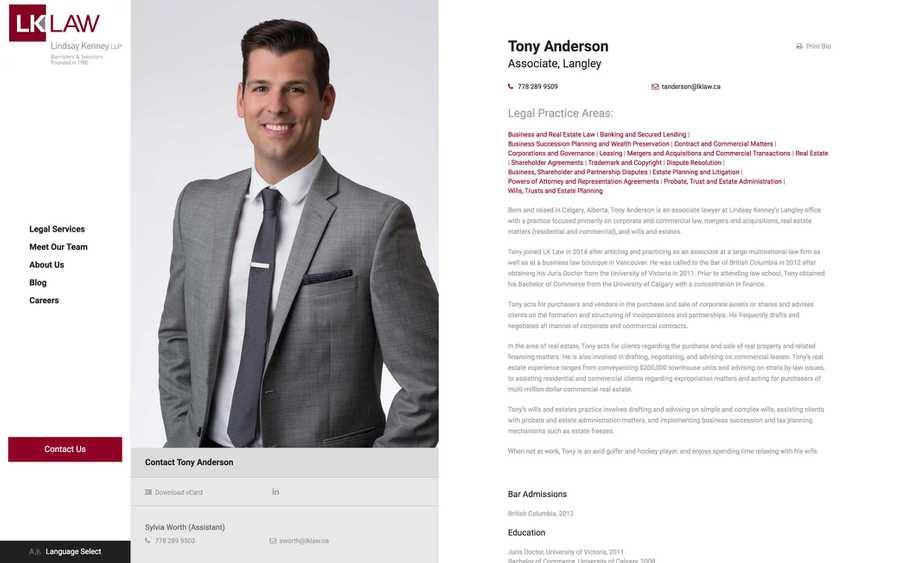 LK LAW
Lindsay Kenney LLP
Barristers & Solicitors
Founded in 1980
Legal Services
Meet Our Team
About Us
Blog
Careers
Contact Us
Language Select
Contact Tony Anderson
Download vCard
in
Sylvia Worth (Assistant)
778 289 9503
sworth@lklaw.ca
Tony Anderson
Print Bio
Associate, Langley
778 289 9509
tanderson@lklaw.ca
Legal Practice Areas:
Business and Real Estate Law | Banking and Secured Lending |
Business Succession Planning and Wealth Preservation | Contract and Commercial Matters |
Corporations and Governance | Leasing | Mergers and Acquisitions and Commercial Transactions | Real Estate
| Shareholder Agreements | Trademark and Copyright | Dispute Resolution |
Business, Shareholder and Partnership Disputes | Estate Planning and Litigation |
Powers of Attorney and Representation Agreements | Probate, Trust and Estate Administration |
Wills, Trusts and Estate Planning
Born and raised in Calgary, Alberta, Tony Anderson is an associate lawyer at Lindsay Kenney's Langley office
with a practice focused primarily on corporate and commercial law, mergers and acquisitions, real estate
matters (residential and commercial), and wills and estates.
Tony joined LK Law in 2014 after articling and practicing as an associate at a large multinational law firm as
well as at a business law boutique in Vancouver. He was called to the Bar of British Columbia in 2012 after
obtaining his Juris Doctor from the University of Victoria in 2011. Prior to attending law school, Tony obtained
his Bachelor of Commerce from the University of Calgary with a concentration in finance.
Tony acts for purchasers and vendors in the purchase and sale of corporate assets or shares and advises
clients on the formation and structuring of incorporations and partnerships. He frequently drafts and
negotiates all manner of corporate and commercial contracts.
In the area of real estate, Tony acts for clients regarding the purchase and sale of real property and related
financing matters. He is also involved in drafting, negotiating, and advising on commercial leases. Tony's real
estate experience ranges from conveyancing $200,000 townhouse units and advising on strata by-law issues,
to assisting residential and commercial clients regarding expropriation matters and acting for purchasers of
multi-million dollar commercial real estate.
Tony's wills and estates practice involves drafting and advising on simple and complex wills, assisting clients
with probate and estate administration matters, and implementing business succession and tax planning
mechanisms such as estate freezes.
When not at work, Tony is an avid golfer and hockey player, and enjoys spending time relaxing with his wife.
Bar Admissions
British Columbia, 2013
Education
Juris Doctor, University of Victoria, 2011
Bachelor of Commerce, University of Calgary, 2008